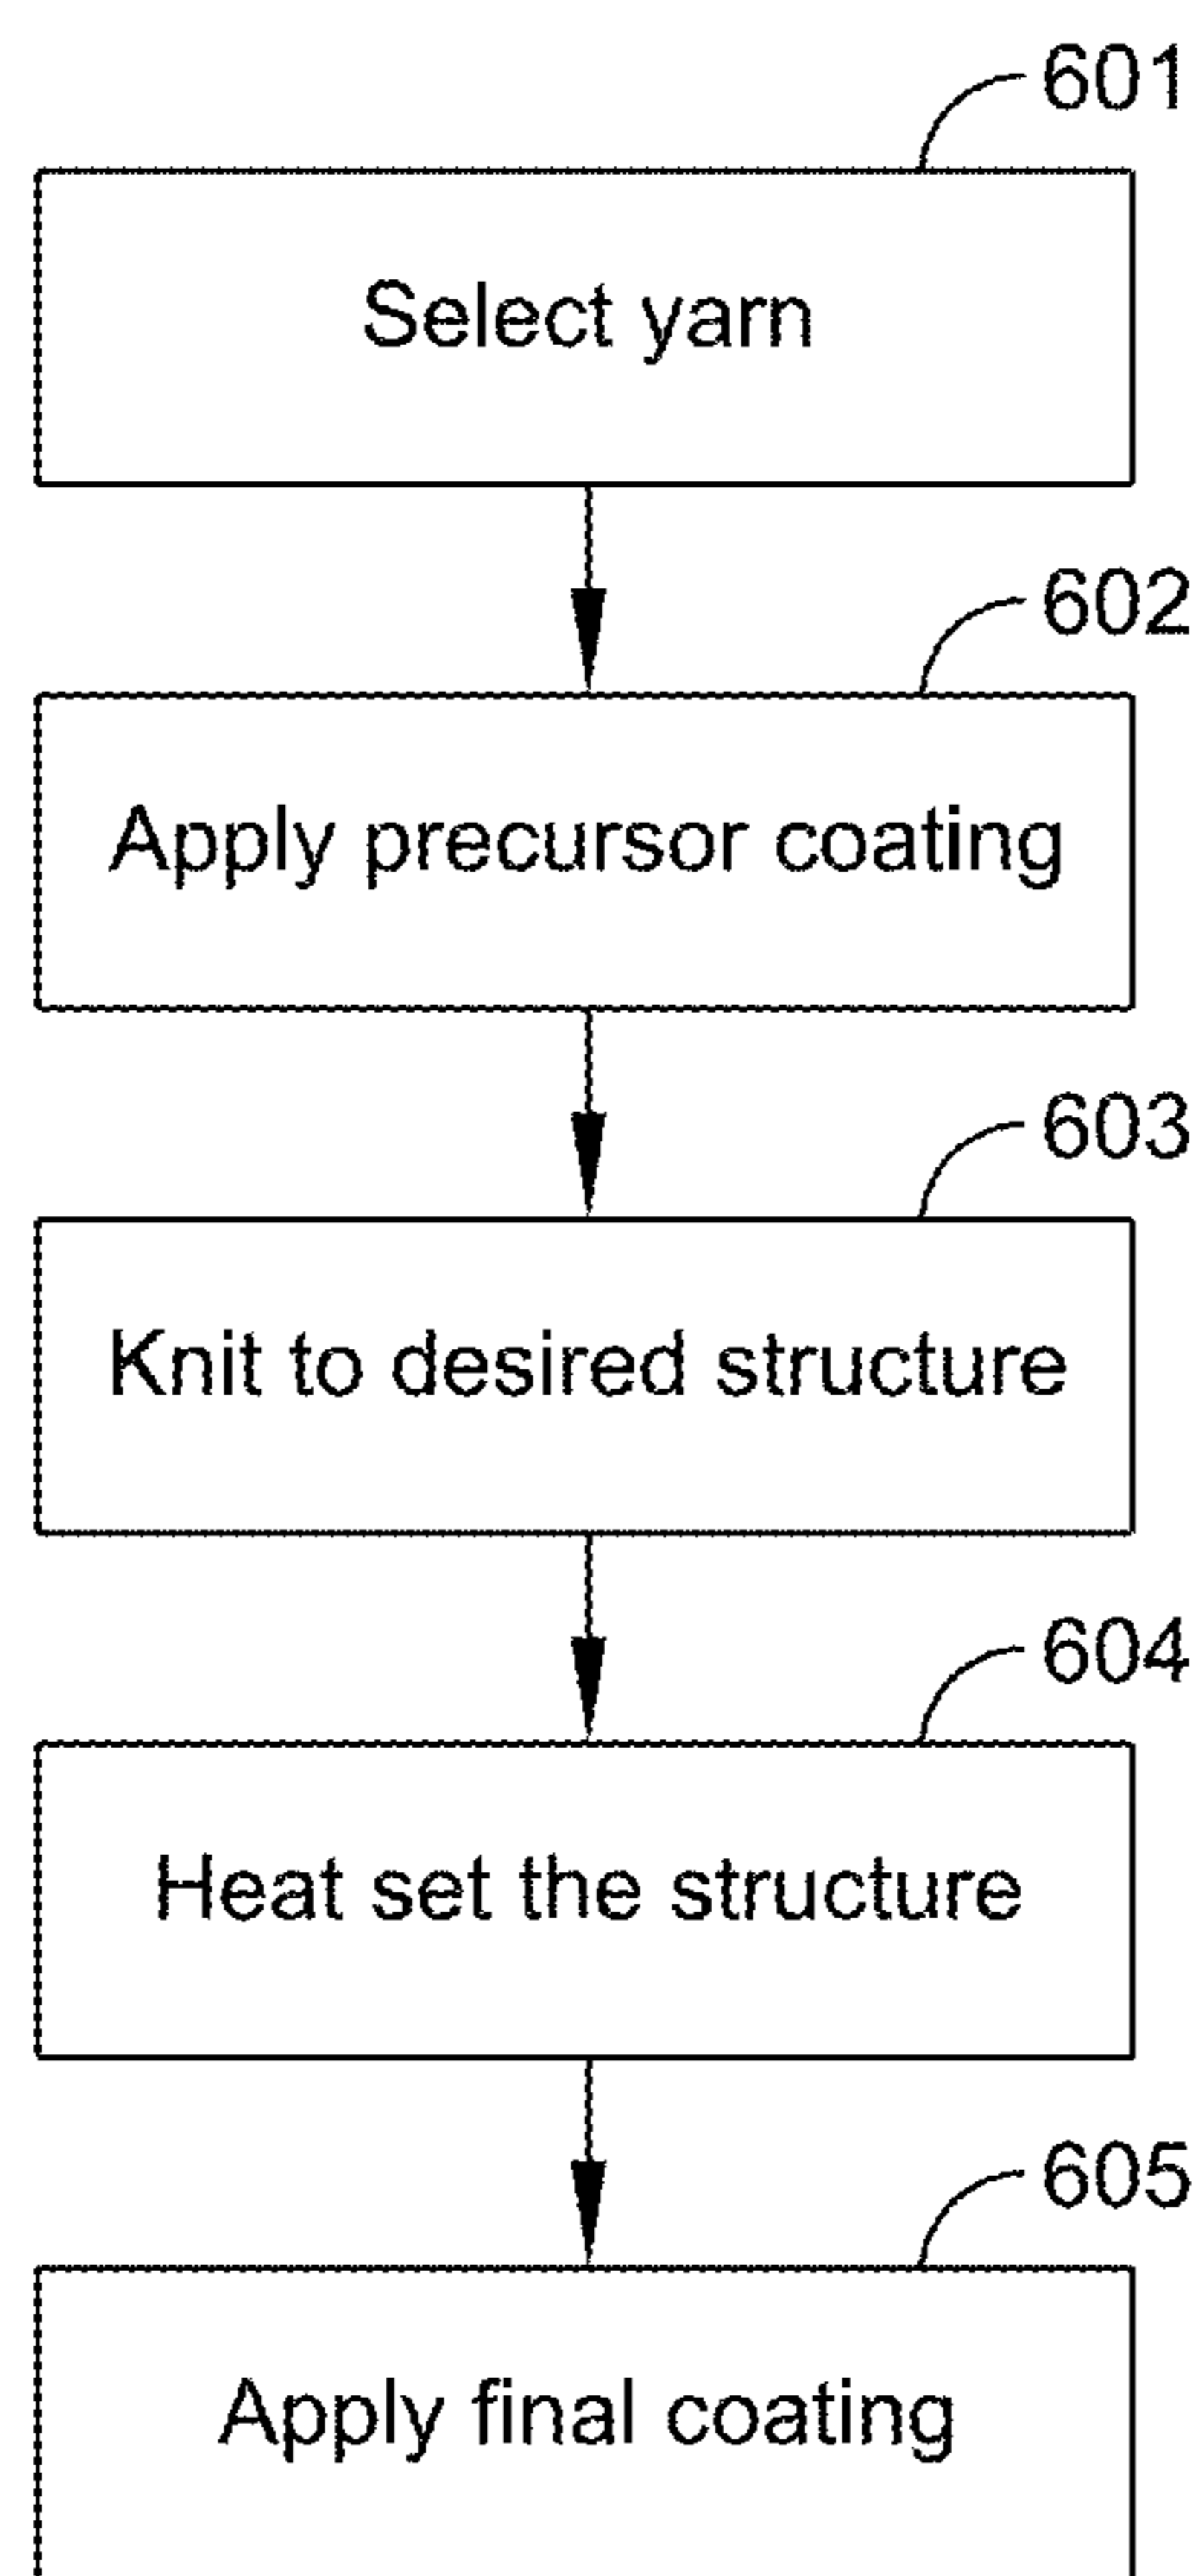 601
Select yarn
602
Apply precursor coating
603
Knit to desired structure
604
Heat set the structure
605
Apply final coating